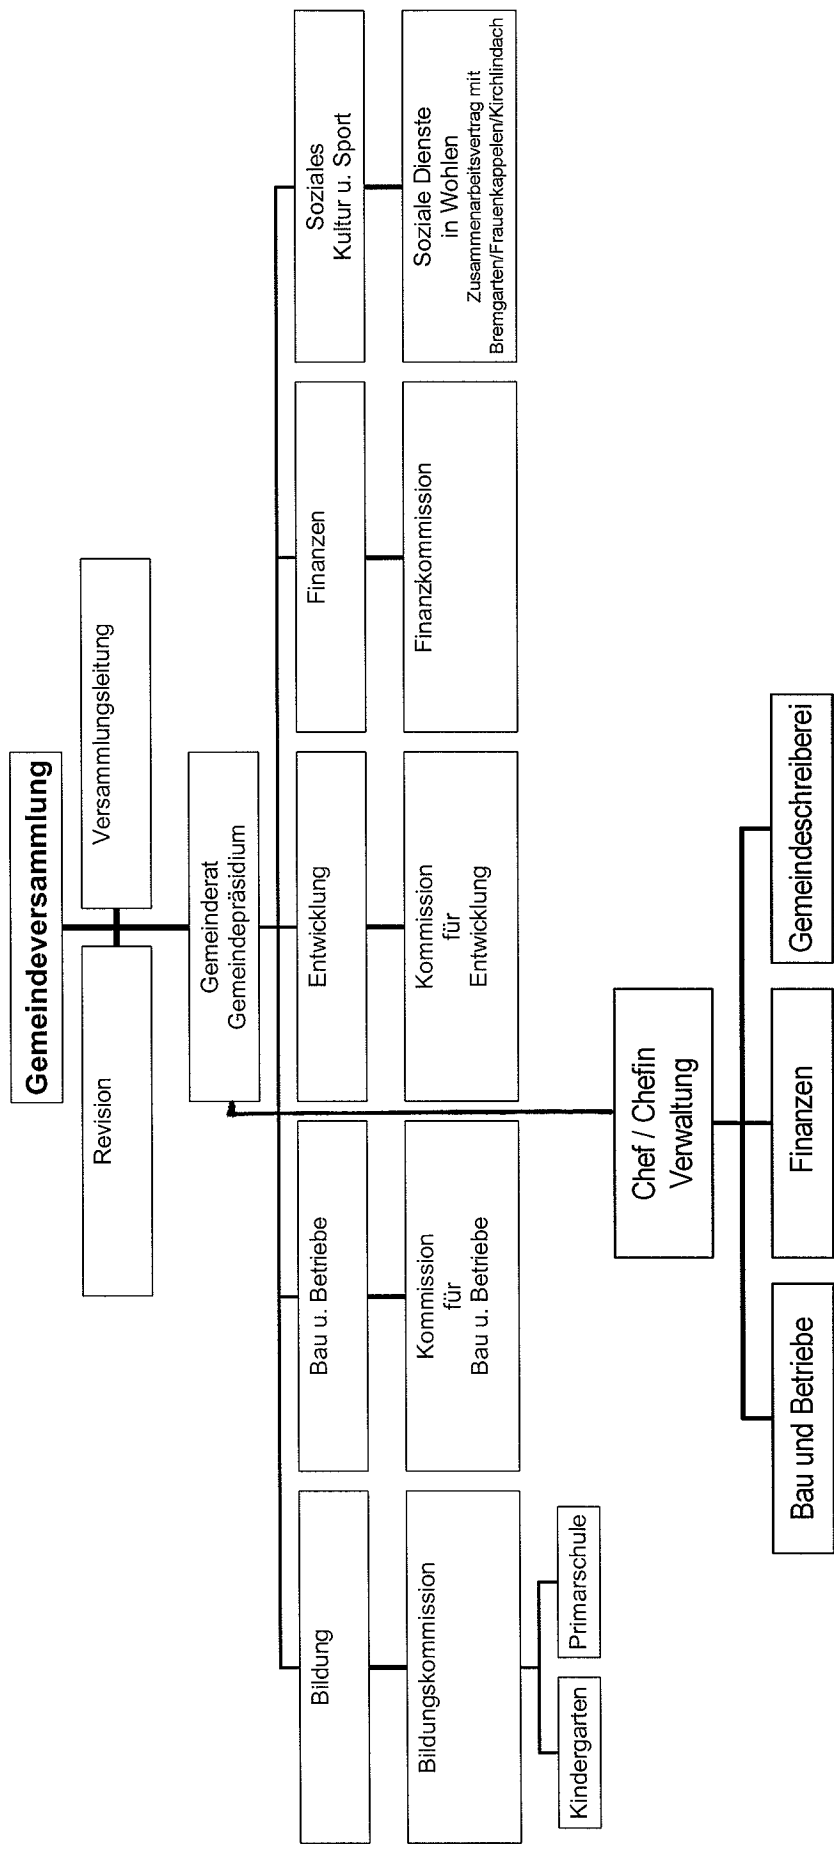 Gemeindeversammlung
Revision
Versammlungsleitung
Gemeinderat
Gemeindepräsidium
Bildung
Bau u. Betriebe
Entwicklung
Finanzen
Soziales
Kultur u. Sport
Bildungskommission
Kommission
für
Bau u. Betriebe
Kommission
für
Entwicklung
Finanzkommission
Soziale Dienste
in Wohlen
Zusammenarbeitsvertrag mit
Bremgarten/Frauenkappelen/Kirchlindach
Kindergarten
Primarschule
Chef / Chefin
Verwaltung
Bau und Betriebe
Finanzen
Gemeindeschreiberei